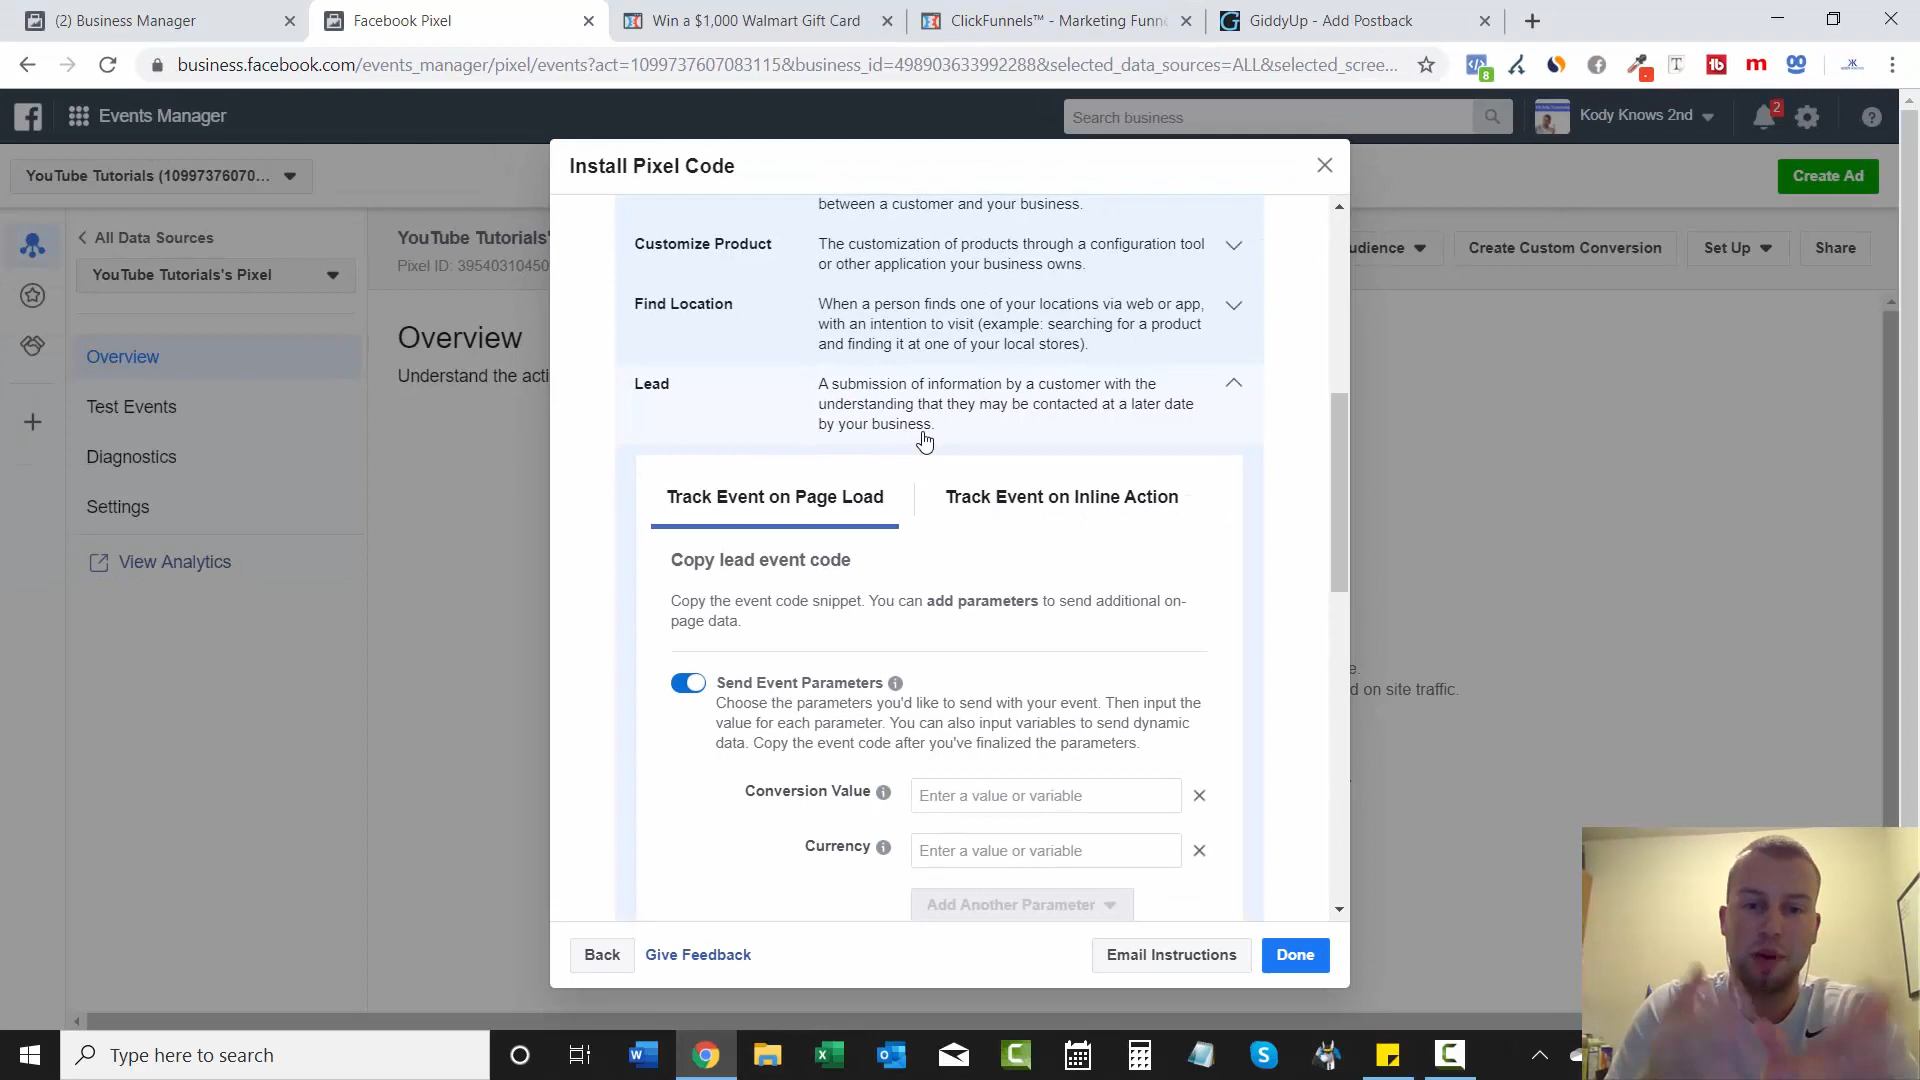 (2) Business Manager
Facebook Pixel
Win a $1,000 Walmart Gift Card
ClickFunnels™ - Marketing Funn
GiddyUp - Add Postback
business.facebook.com/events_manager/pixel/events?act=1099737607083115&business_id=498903633992288&selected_data_sources=ALL&selected_scree...
8
Events Manager
Search business
Kody Knows 2nd
2
YouTube Tutorials (10997376070...
Create Ad
All Data Sources
YouTube Tutorials's Pixel
Overview
Test Events
Diagnostics
Settings
View Analytics
YouTube Tutorials'
Pixel ID: 39540310450
udience
Create Custom Conversion
Set Up
Share
Overview
Understand the acti
e.
d on site traffic.
Install Pixel Code
between a customer and your business.
Customize Product
The customization of products through a configuration tool
or other application your business owns.
Find Location
When a person finds one of your locations via web or app,
with an intention to visit (example: searching for a product
and finding it at one of your local stores).
Lead
A submission of information by a customer with the
understanding that they may be contacted at a later date
by your business.
Track Event on Page Load
Track Event on Inline Action
Copy lead event code
Copy the event code snippet. You can add parameters to send additional on-
page data.
Send Event Parameters
Choose the parameters you'd like to send with your event. Then input the
value for each parameter. You can also input variables to send dynamic
data. Copy the event code after you've finalized the parameters.
Conversion Value
Enter a value or variable
Currency
Enter a value or variable
Add Another Parameter
Back
Give Feedback
Email Instructions
Done
Type here to search